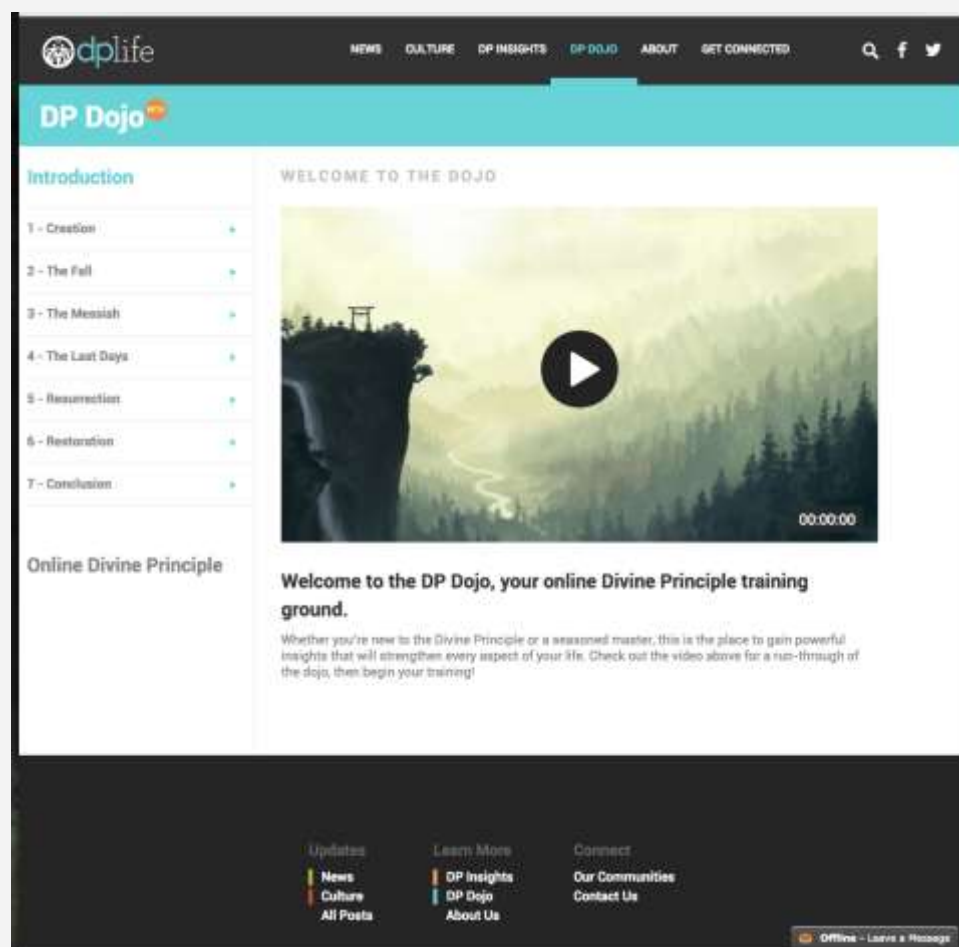 dplife
NEWS CULTURE DP INSIGHTS DP DOJO ABOUT GET CONNECTED
DP Dojo BETA
Introduction
1 - Creation
2 - The Fall
3 - The Messiah
4 - The Last Days
5 - Resurrection
6 - Restoration
7 - Conclusion
Online Divine Principle
WELCOME TO THE DOJO
00:00:00
Welcome to the DP Dojo, your online Divine Principle training
ground.
Whether you're new to the Divine Principle or a seasoned master, this is the place to gain powerful
insights that will strengthen every aspect of your life. Check out the video above for a run-through of
the dojo, then begin your training!
Updates
News
Culture
All Posts
Learn More
DP Insights
DP Dojo
About Us
Connect
Our Communities
Contact Us
Offline - Leave a Message